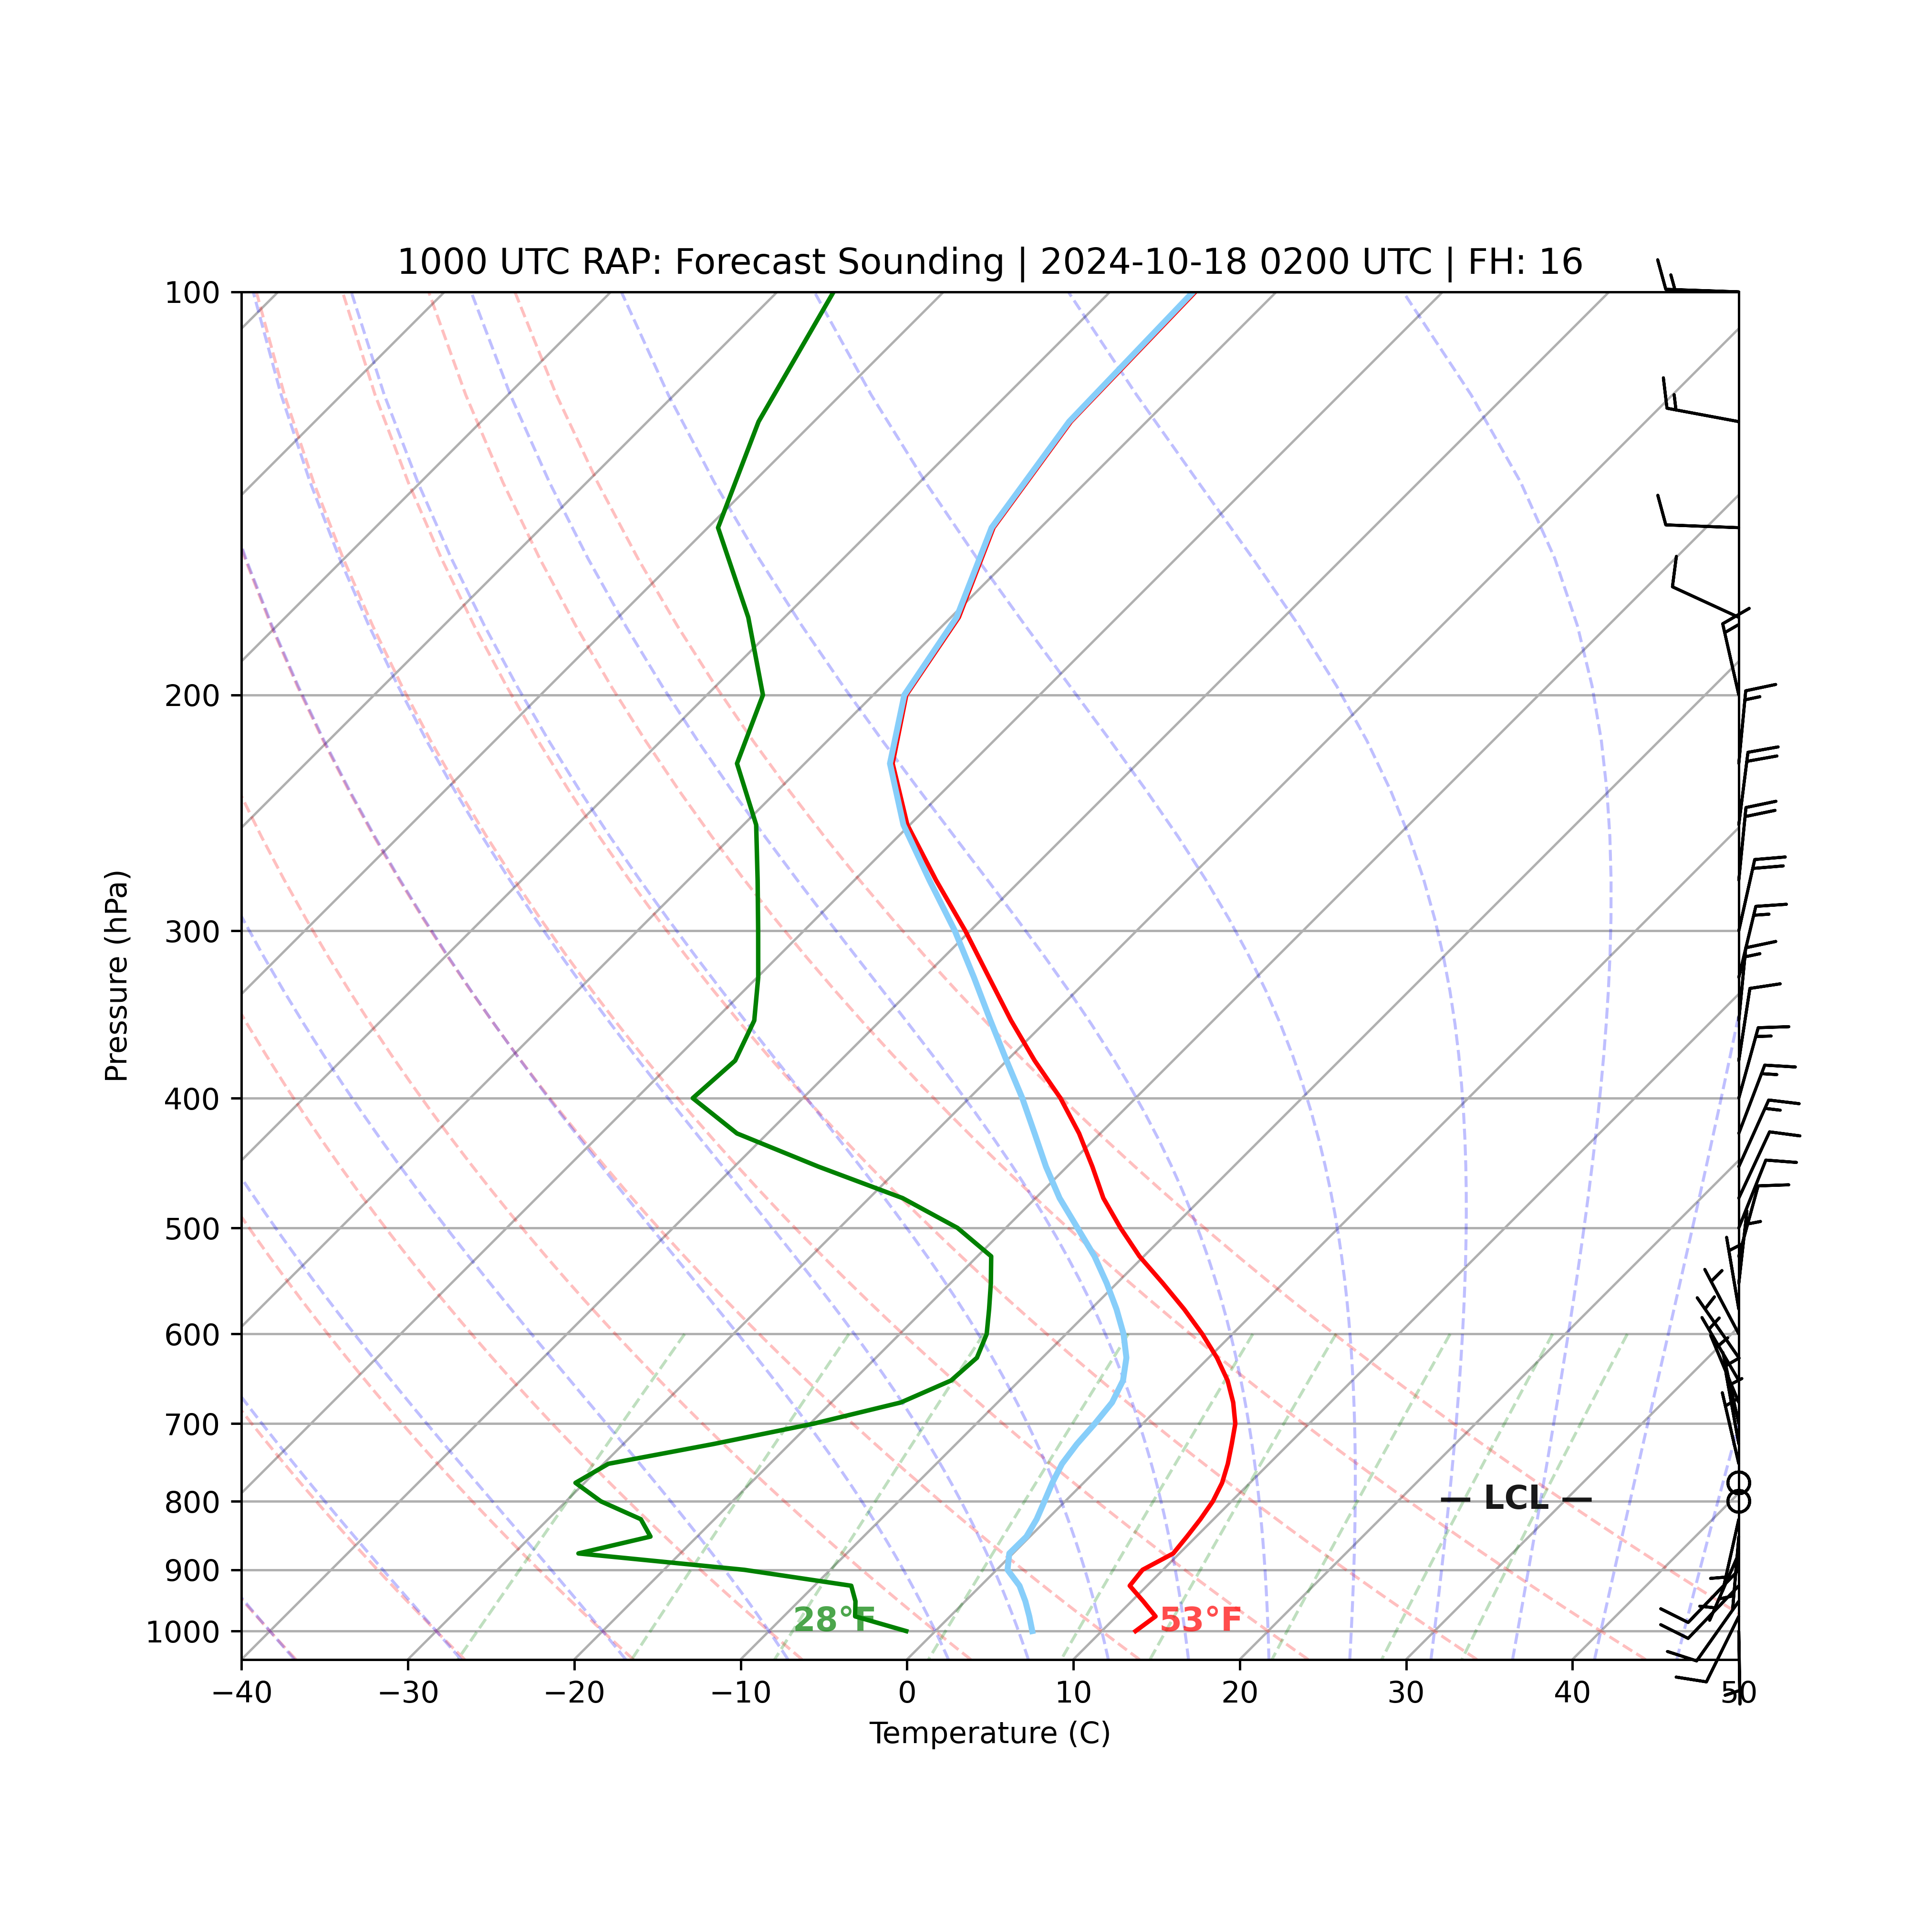 1000 UTC RAP: Forecast Sounding | 2024-10-18 0200 UTC | FH: 16
100
200
300
400
500
600
700
800
900
1000
Pressure (hPa)
LCL
28°F
53°F
−40 −30 −20 −10 0 10 20 30 40 50
Temperature (C)